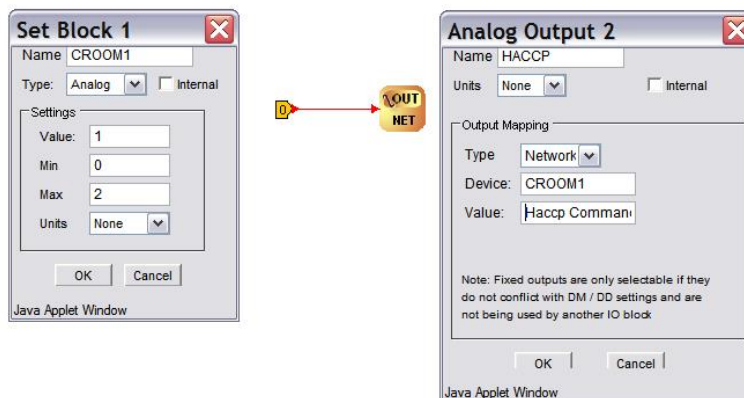 Set Block 1
Name CROOM1
Type: Analog Internal
Settings
Value: 1
Min 0
Max 2
Units None
OK Cancel
Java Applet Window
0
OUT
NET
Analog Output 2
Name HACCP
Units None Internal
Output Mapping
Type Network
Device: CROOM1
Value: Haccp Comman
Note: Fixed outputs are only selectable if they
do not conflict with DM / DD settings and are
not being used by another IO block
OK Cancel
Java Applet Window